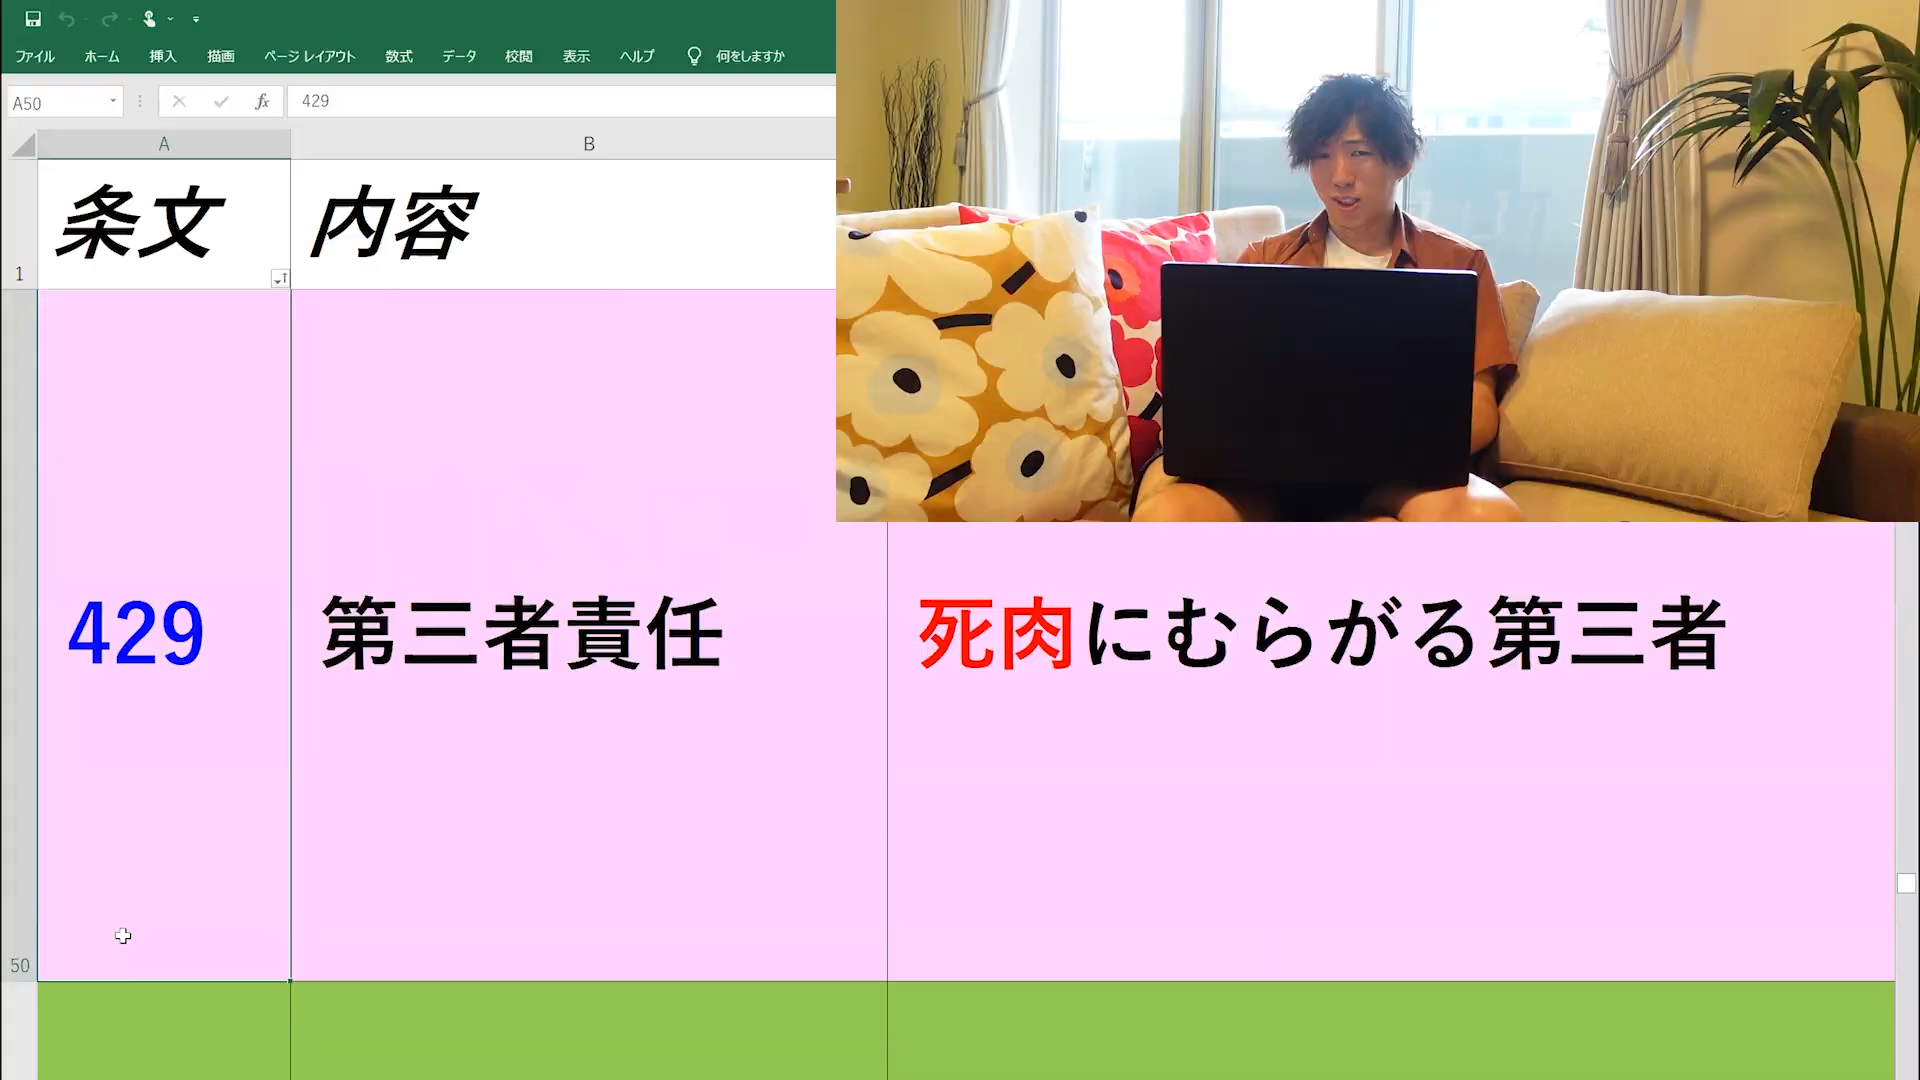 ファイル ホーム 挿入 描画 ページ レイアウト 数式 データ 校閲 表示 ヘルプ 何をしますか
A50 fx 429
A B
1 条文 内容
50 429 第三者責任 死肉にむらがる第三者